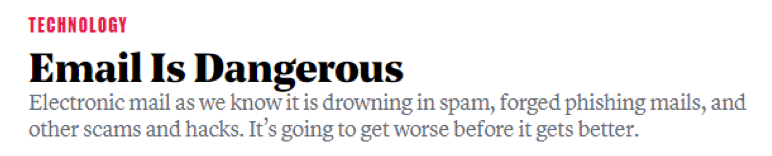 TECHNOLOGY
Email Is Dangerous
Electronic mail as we know it is drowning in spam, forged phishing mails, and
other scams and hacks. It’s going to get worse before it gets better.